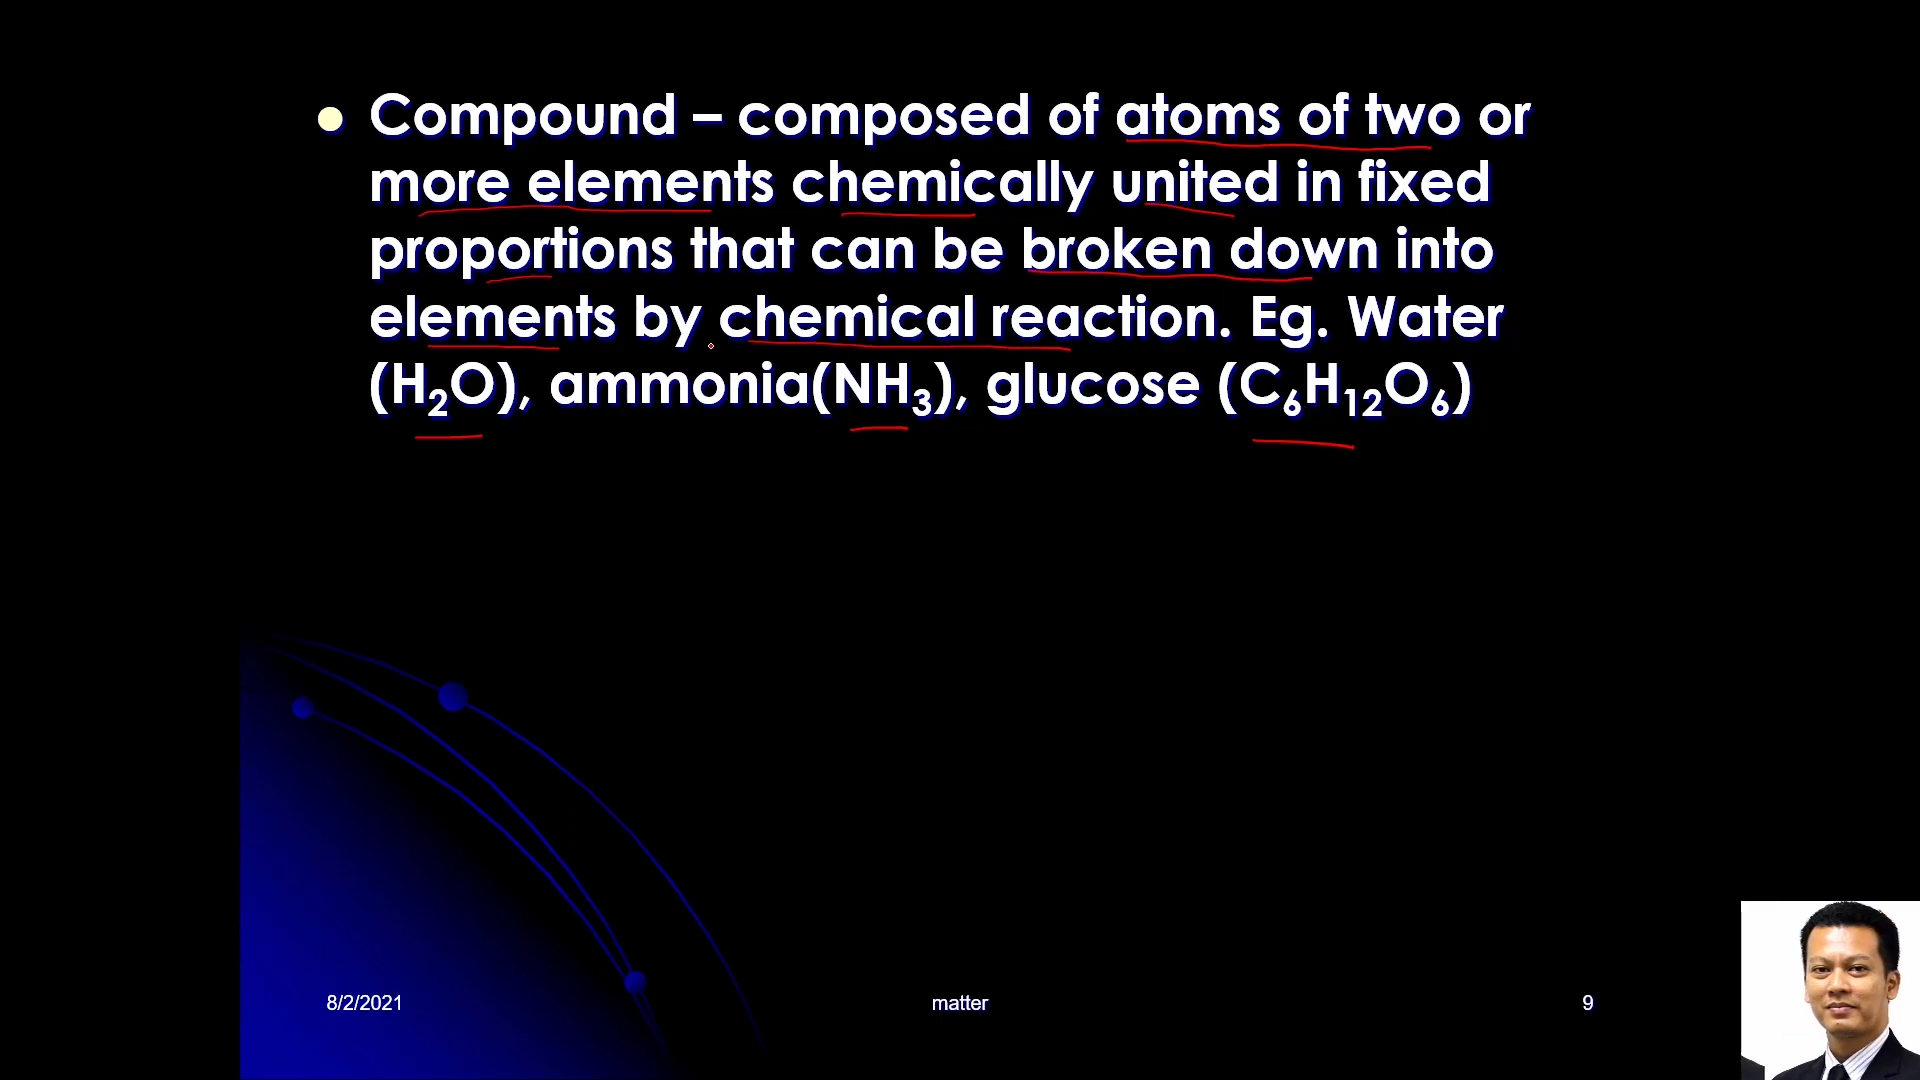 Compound – composed of atoms of two or
more elements chemically united in fixed
proportions that can be broken down into
elements by chemical reaction. Eg. Water
(H₂O), ammonia(NH₃), glucose (C₆H₁₂O₆)
8/2/2021
matter
9